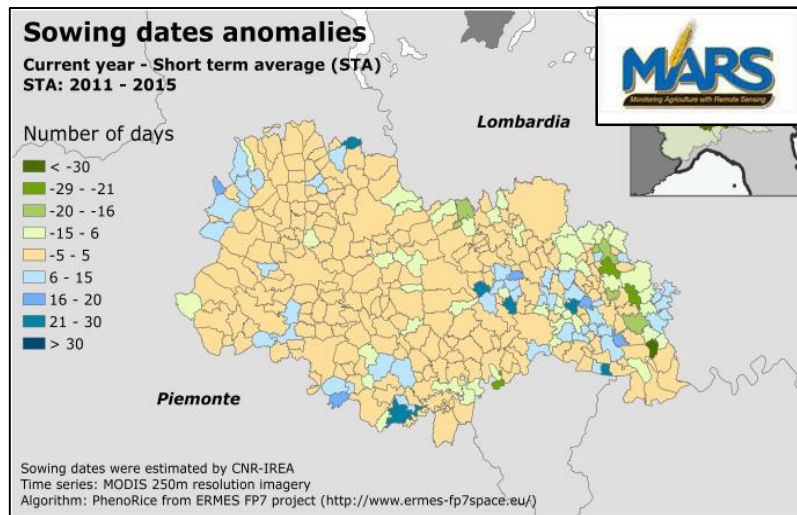 Sowing dates anomalies
Current year - Short term average (STA)
STA: 2011 - 2015
MARS
Monitoring Agriculture with Remote Sensing
Number of days
< -30
-29 - -21
-20 - -16
-15 - 6
-5 - 5
6 - 15
16 - 20
21 - 30
> 30
Lombardia
Piemonte
Sowing dates were estimated by CNR-IREA
Time series: MODIS 250m resolution imagery
Algorithm: PhenoRice from ERMES FP7 project (http://www.ermes-fp7space.eu/)